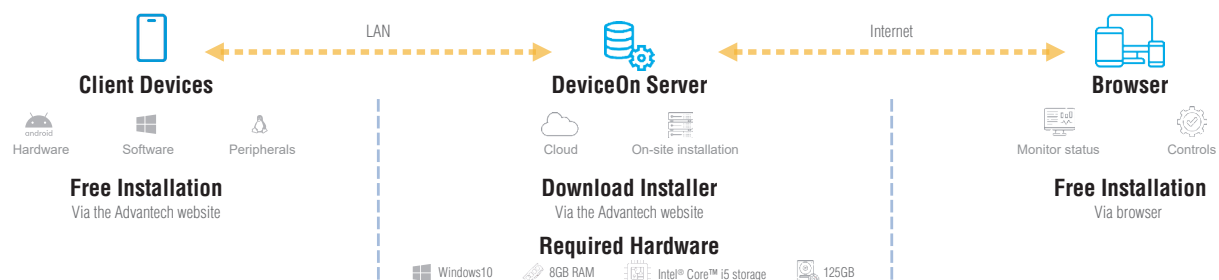 LAN
Internet
Client Devices
DeviceOn Server
Browser
android
Hardware
Software
Peripherals
Cloud
On-site installation
Monitor status
Controls
Free Installation
Via the Advantech website
Download Installer
Via the Advantech website
Free Installation
Via browser
Required Hardware
Windows10
8GB RAM
Intel® Core™ i5 storage
125GB